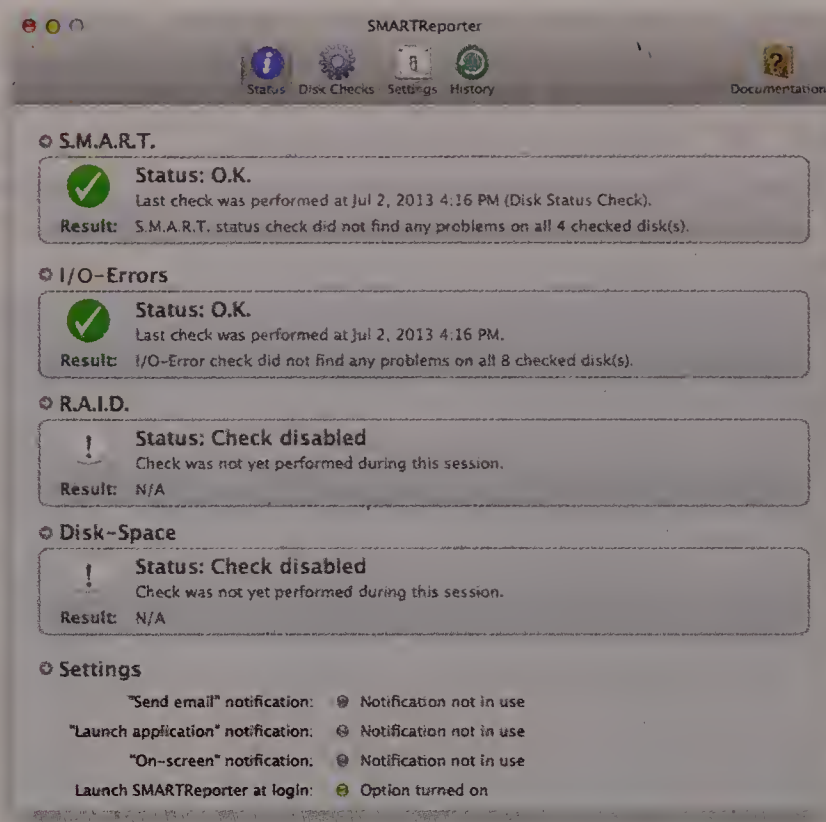 SMARTReporter
Status Disk Checks Settings History Documentation
S.M.A.R.T.
Status: O.K.
Last check was performed at Jul 2, 2013 4:16 PM (Disk Status Check).
Result: S.M.A.R.T. status check did not find any problems on all 4 checked disk(s).
I/O-Errors
Status: O.K.
Last check was performed at Jul 2, 2013 4:16 PM.
Result: I/O-Error check did not find any problems on all 8 checked disk(s).
R.A.I.D.
Status: Check disabled
Check was not yet performed during this session.
Result: N/A
Disk-Space
Status: Check disabled
Check was not yet performed during this session.
Result: N/A
Settings
"Send email" notification: Notification not in use
"Launch application" notification: Notification not in use
"On-screen" notification: Notification not in use
Launch SMARTReporter at login: Option turned on